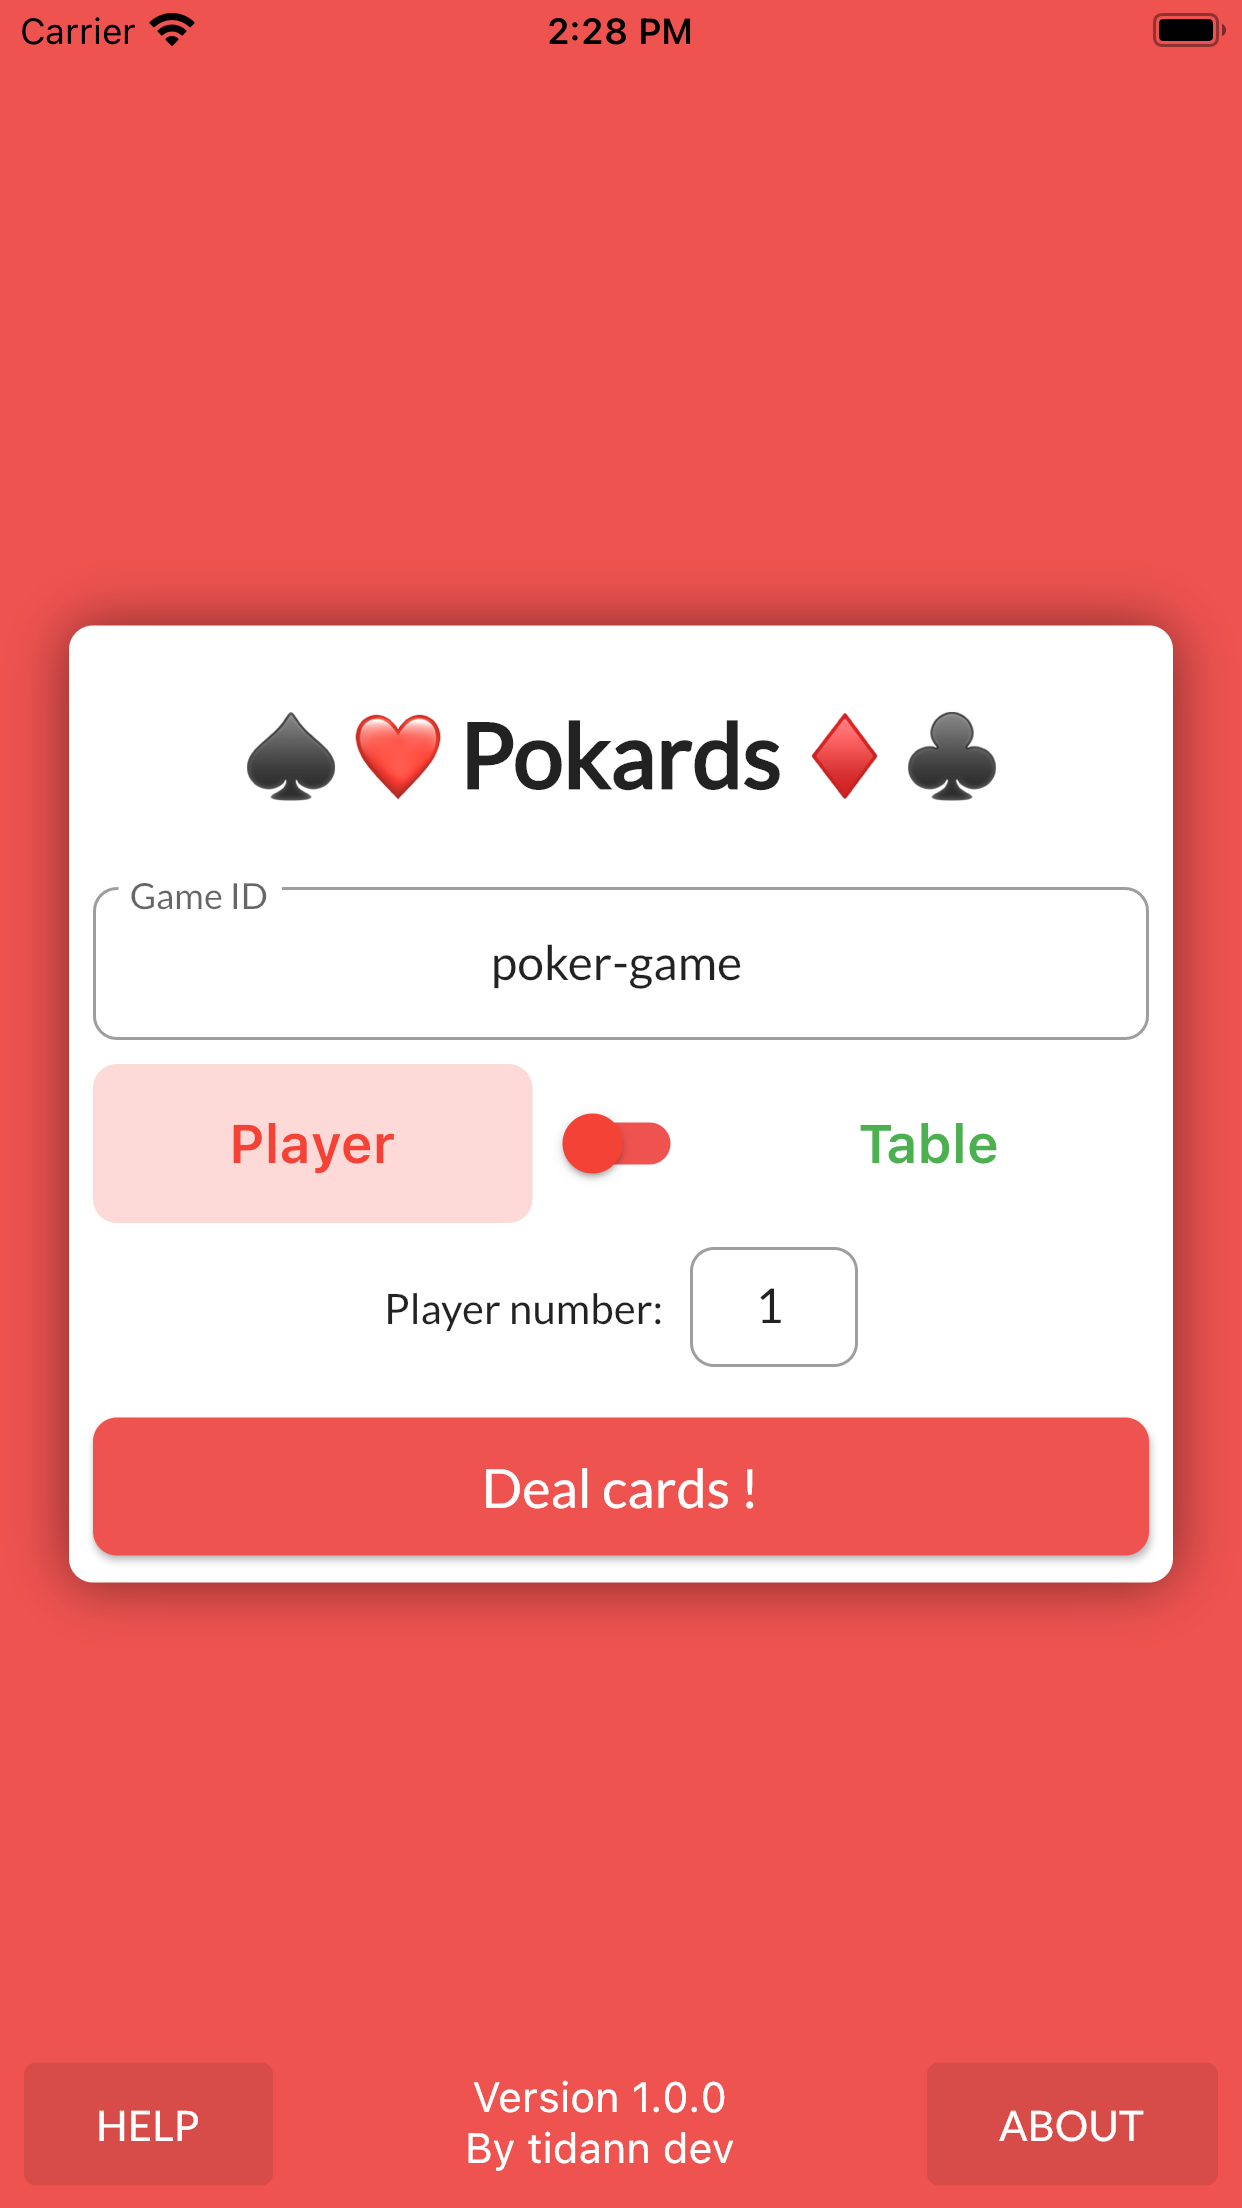 Carrier 2:28 PM
♠️❤️ Pokards ♦️♣️
Game ID
poker-game
Player Table
Player number: 1
Deal cards !
HELP
Version 1.0.0
By tidann dev
ABOUT